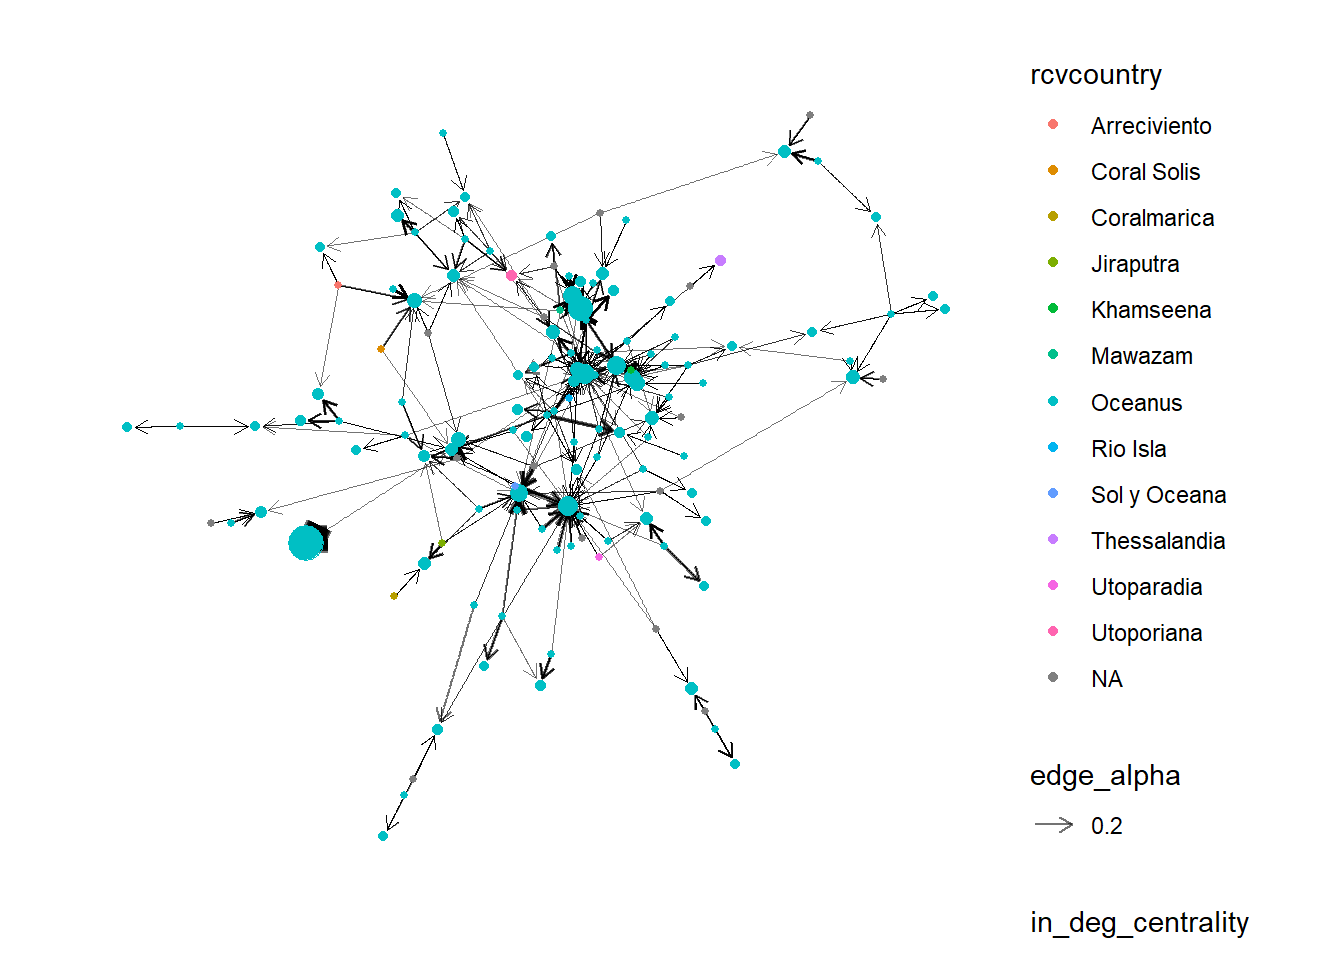 rcvcountry
Arreciviento
Coral Solis
Coralmarica
Jiraputra
Khamseena
Mawazam
Oceanus
Rio Isla
Sol y Oceana
Thessalandia
Utoparadia
Utoporiana
NA
edge_alpha
0.2
in_deg_centrality